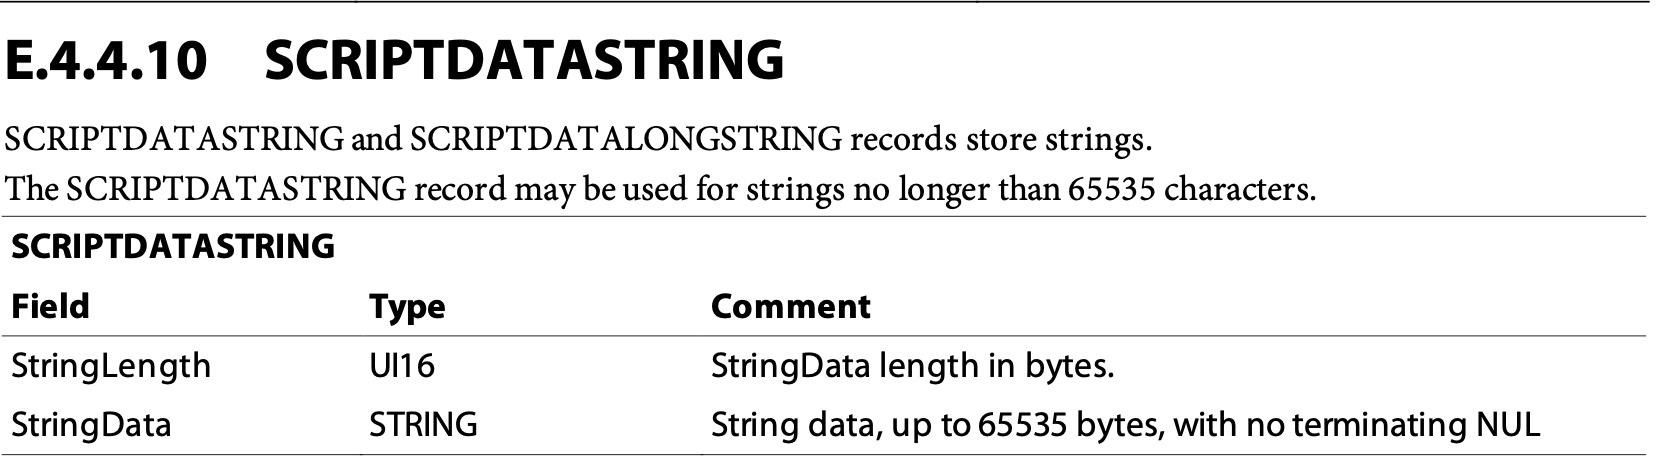 E.4.4.10 SCRIPTDATASTRING
SCRIPTDATASTRING and SCRIPTDATALONGSTRING records store strings.
The SCRIPTDATASTRING record may be used for strings no longer than 65535 characters.
SCRIPTDATASTRING
Field Type Comment
StringLength UI16 StringData length in bytes.
StringData STRING String data, up to 65535 bytes, with no terminating NUL